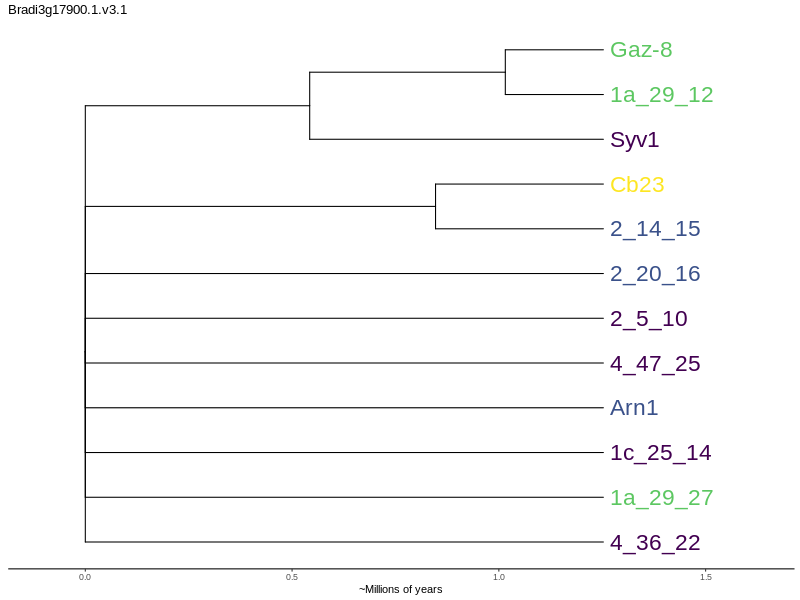 Bradi3g17900.1.v3.1
Gaz-8
1a_29_12
Syv1
Cb23
2_14_15
2_20_16
2_5_10
4_47_25
Arn1
1c_25_14
1a_29_27
4_36_22
0.0 0.5 1.0 1.5
~Millions of years